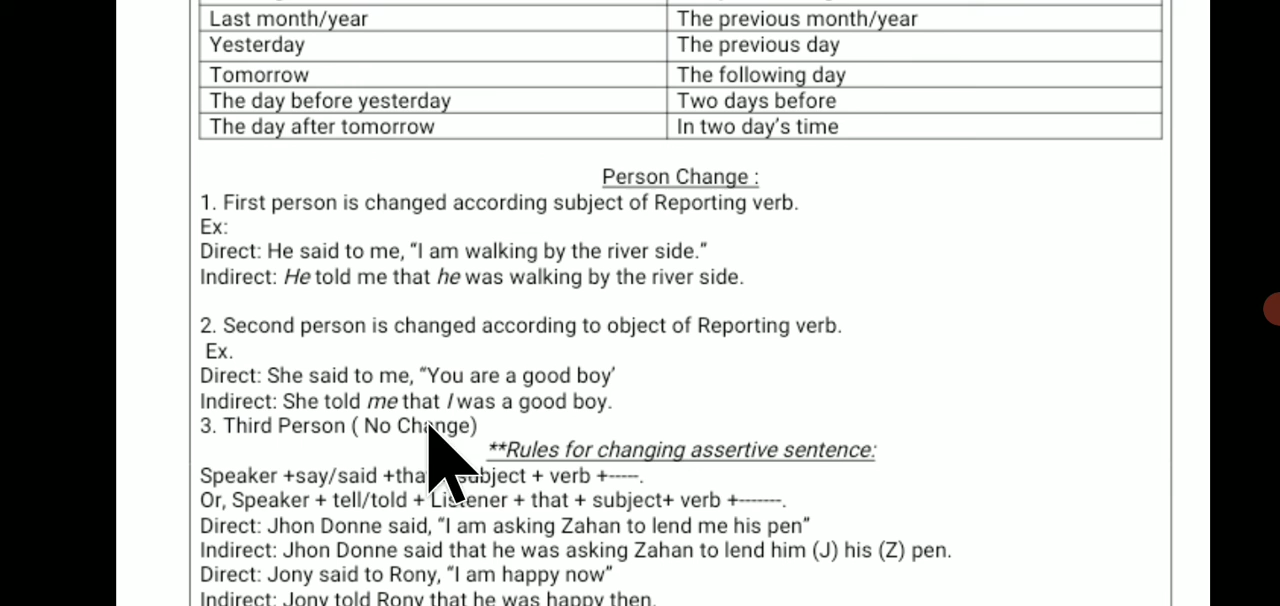 Last month/year The previous month/year
Yesterday The previous day
Tomorrow The following day
The day before yesterday Two days before
The day after tomorrow In two day's time
Person Change :
1. First person is changed according subject of Reporting verb.
Ex:
Direct: He said to me, “I am walking by the river side.”
Indirect: He told me that he was walking by the river side.
2. Second person is changed according to object of Reporting verb.
Ex.
Direct: She said to me, “You are a good boy’
Indirect: She told me that I was a good boy.
3. Third Person ( No Change)
**Rules for changing assertive sentence:
Speaker +say/said +that subject + verb +-----.
Or, Speaker + tell/told + Listener + that + subject+ verb +-------.
Direct: Jhon Donne said, “I am asking Zahan to lend me his pen”
Indirect: Jhon Donne said that he was asking Zahan to lend him (J) his (Z) pen.
Direct: Jony said to Rony, “I am happy now”
Indirect: Jony told Rony that he was happy then.